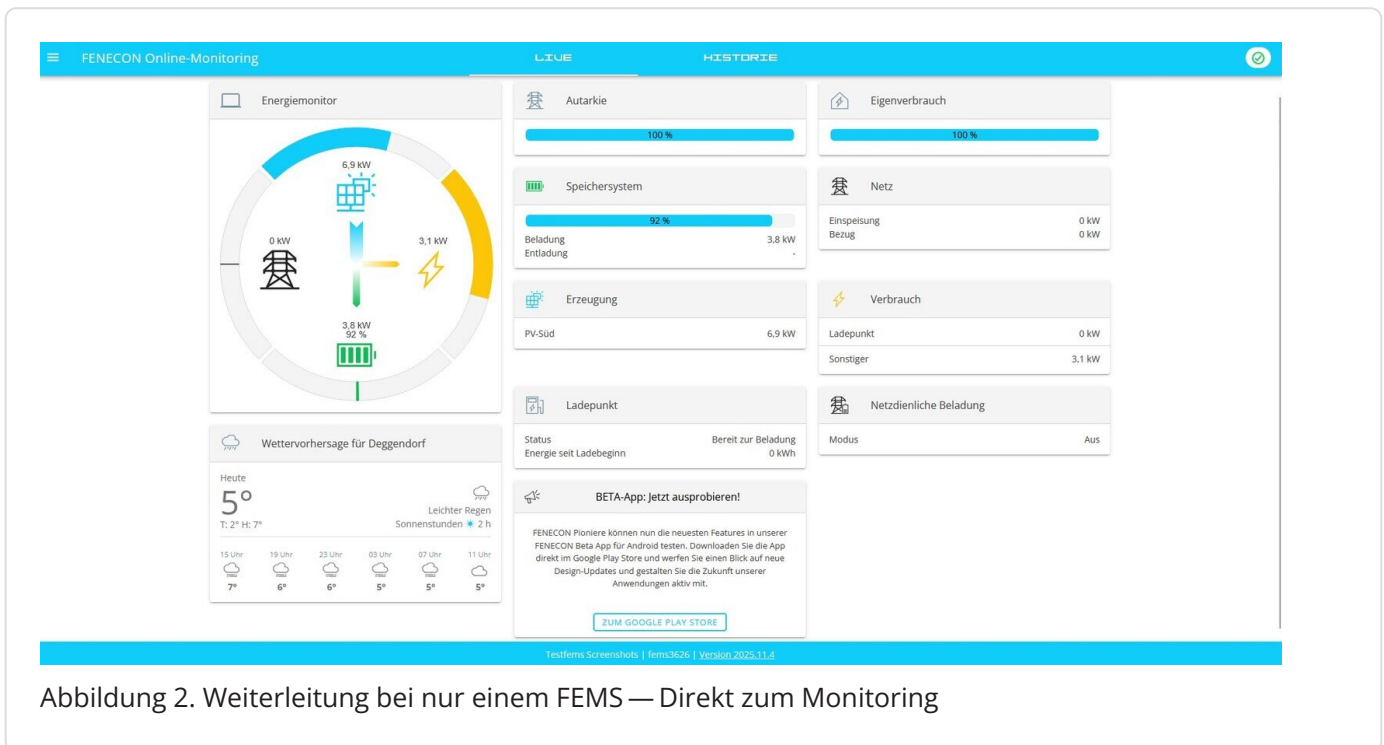 FENECON Online-Monitoring
LIVE
HISTORIE
Energiemonitor
6,9 kW
0 kW
3,1 kW
3,8 kW
92 %
Wettervorhersage für Deggendorf
Heute
5°
T: 2° H: 7°
Leichter Regen
Sonnenstunden 2 h
15 Uhr 19 Uhr 23 Uhr 03 Uhr 07 Uhr 11 Uhr
7° 6° 6° 5° 5° 5°
Autarkie
100 %
Speichersystem
92 %
Beladung 3,8 kW
Entladung -
Erzeugung
PV-Süd 6,9 kW
Ladepunkt
Status Bereit zur Beladung
Energie seit Ladebeginn 0 kWh
BETA-App: Jetzt ausprobieren!
FENECON Pioniere können nun die neuesten Features in unserer
FENECON Beta App für Android testen. Downloaden Sie die App
direkt im Google Play Store und werfen Sie einen Blick auf neue
Design-Updates und gestalten Sie die Zukunft unserer
Anwendungen aktiv mit.
ZUM GOOGLE PLAY STORE
Eigenverbrauch
100 %
Netz
Einspeisung 0 kW
Bezug 0 kW
Verbrauch
Ladepunkt 0 kW
Sonstiger 3,1 kW
Netzdienliche Beladung
Modus Aus
Testfems Screenshots | fems3626 | Version 2025.11.4
Abbildung 2. Weiterleitung bei nur einem FEMS — Direkt zum Monitoring